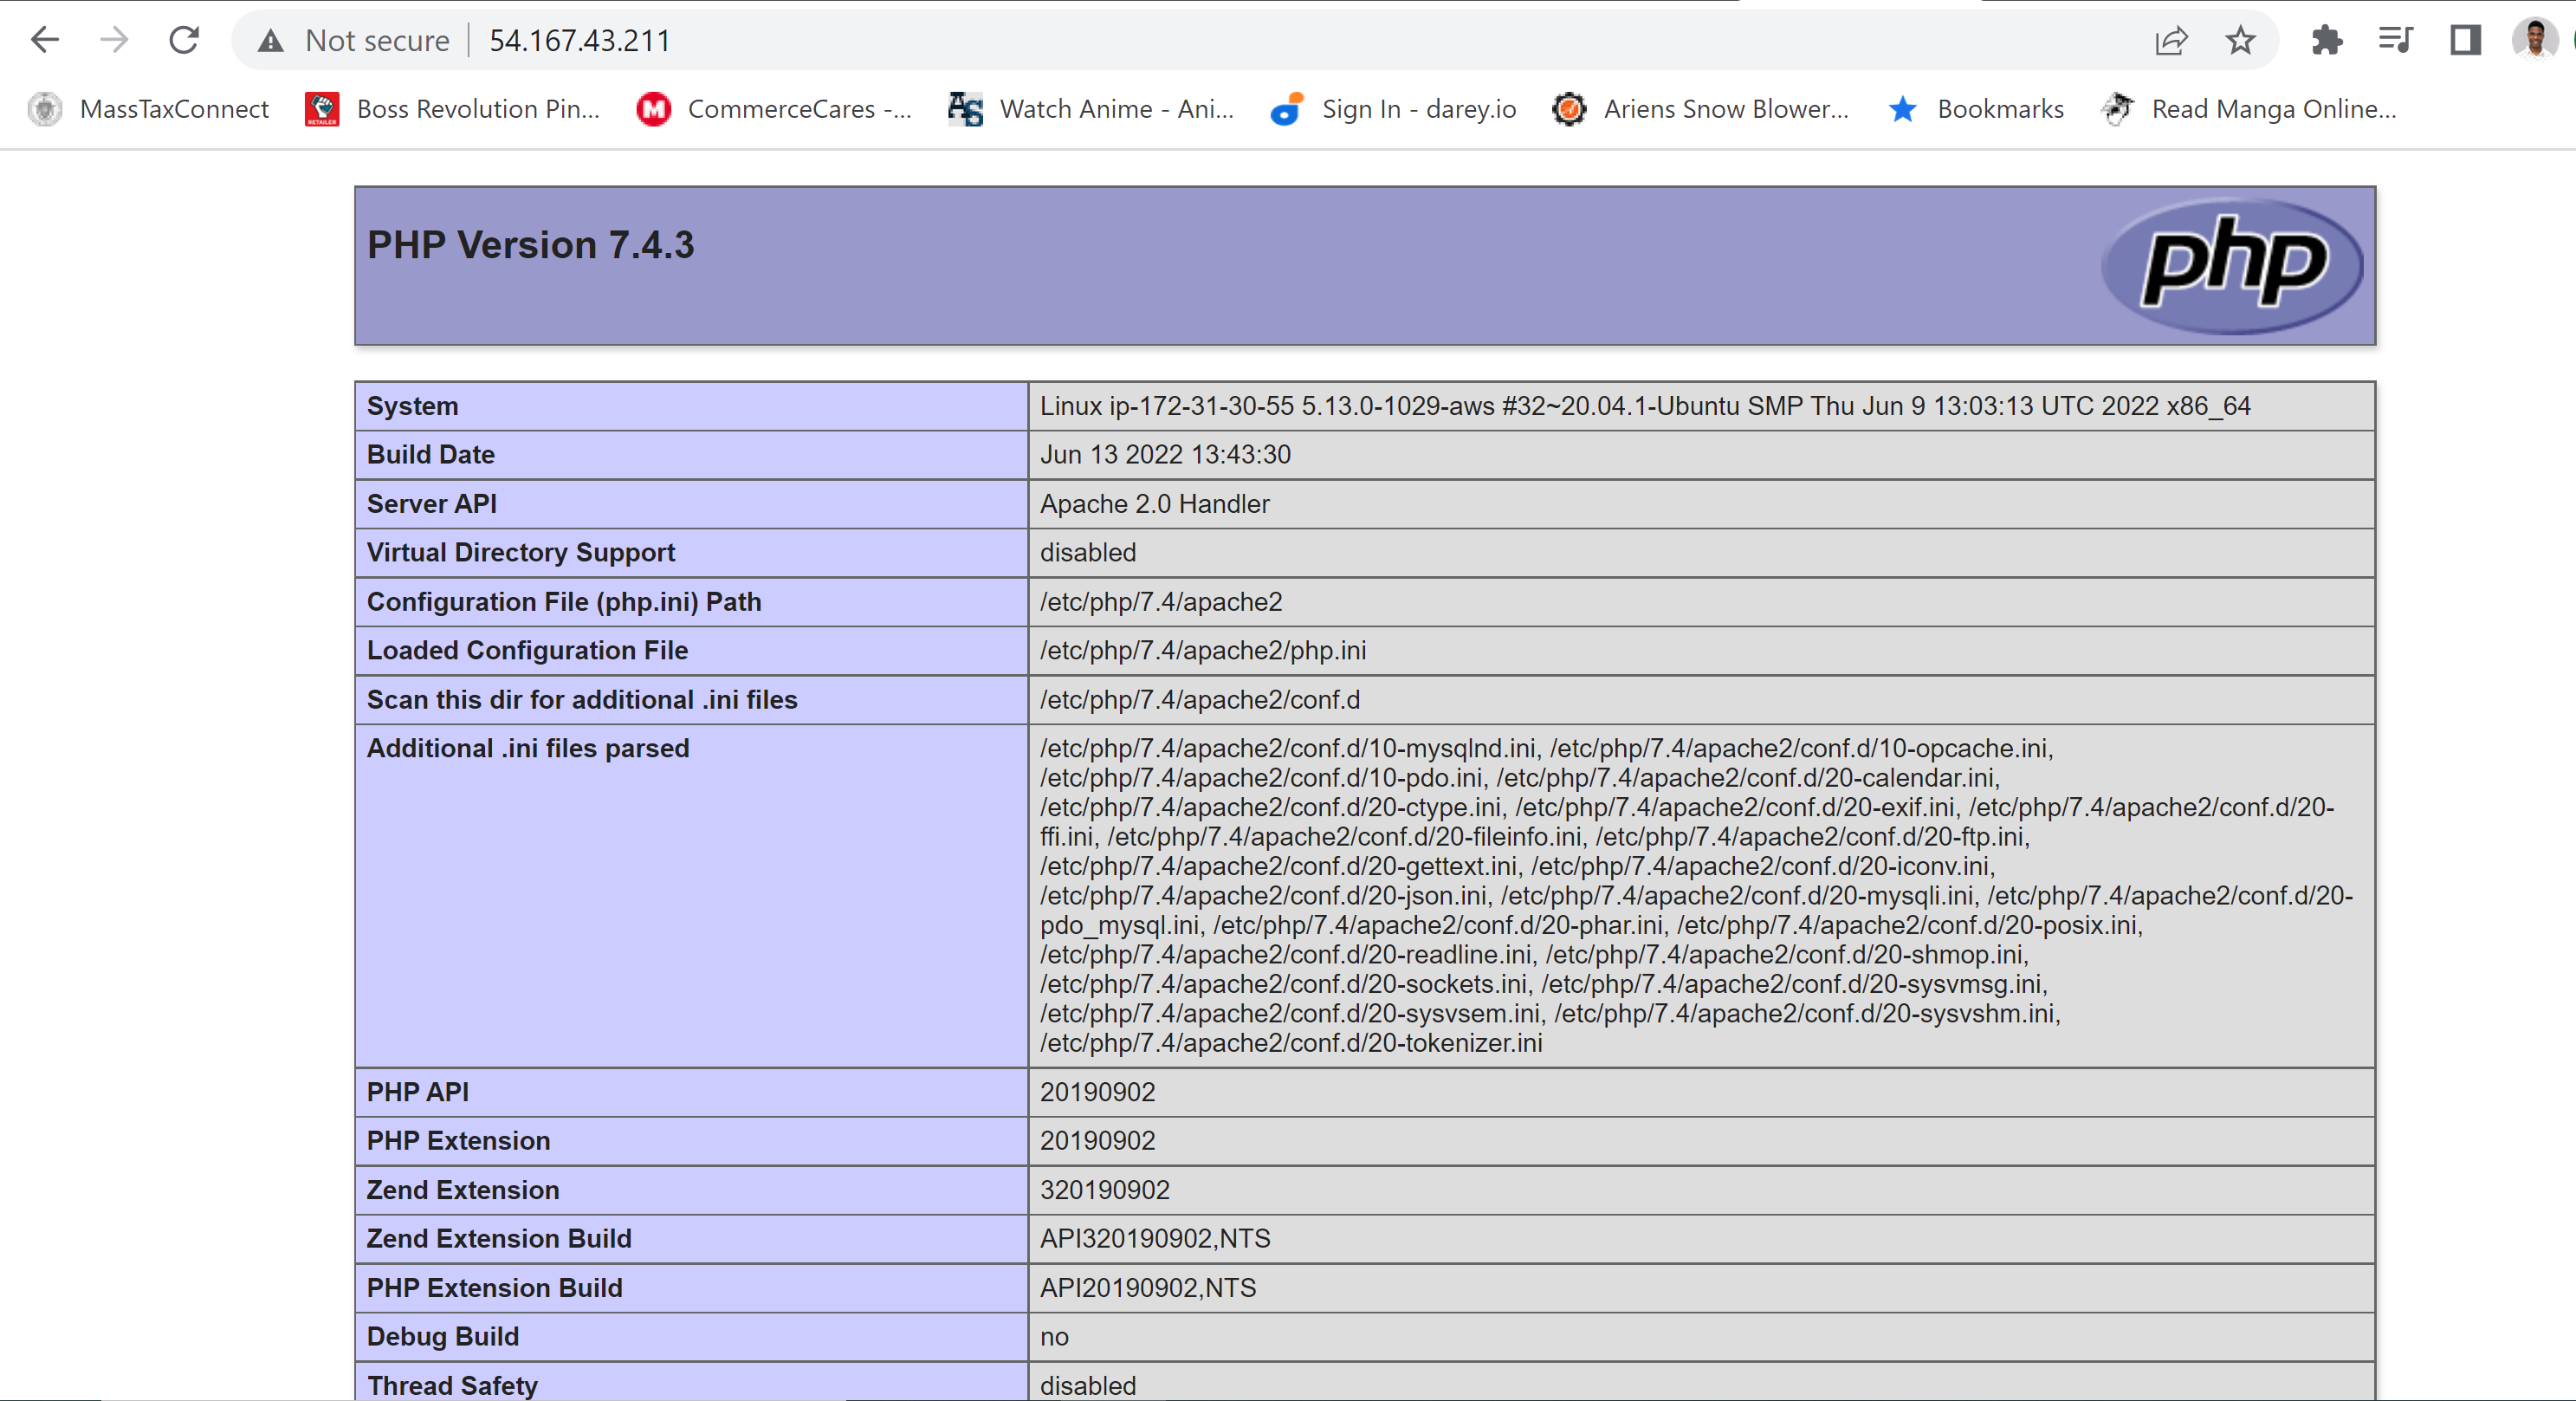 Not secure 54.167.43.211
MassTaxConnect Boss Revolution Pin... CommerceCares -... Watch Anime - Ani... Sign In - darey.io Ariens Snow Blower... Bookmarks Read Manga Online...
PHP Version 7.4.3
php
System Linux ip-172-31-30-55 5.13.0-1029-aws #32~20.04.1-Ubuntu SMP Thu Jun 9 13:03:13 UTC 2022 x86_64
Build Date Jun 13 2022 13:43:30
Server API Apache 2.0 Handler
Virtual Directory Support disabled
Configuration File (php.ini) Path /etc/php/7.4/apache2
Loaded Configuration File /etc/php/7.4/apache2/php.ini
Scan this dir for additional .ini files /etc/php/7.4/apache2/conf.d
Additional .ini files parsed /etc/php/7.4/apache2/conf.d/10-mysqlnd.ini, /etc/php/7.4/apache2/conf.d/10-opcache.ini,
/etc/php/7.4/apache2/conf.d/10-pdo.ini, /etc/php/7.4/apache2/conf.d/20-calendar.ini,
/etc/php/7.4/apache2/conf.d/20-ctype.ini, /etc/php/7.4/apache2/conf.d/20-exif.ini, /etc/php/7.4/apache2/conf.d/20-
ffi.ini, /etc/php/7.4/apache2/conf.d/20-fileinfo.ini, /etc/php/7.4/apache2/conf.d/20-ftp.ini,
/etc/php/7.4/apache2/conf.d/20-gettext.ini, /etc/php/7.4/apache2/conf.d/20-iconv.ini,
/etc/php/7.4/apache2/conf.d/20-json.ini, /etc/php/7.4/apache2/conf.d/20-mysqli.ini, /etc/php/7.4/apache2/conf.d/20-
pdo_mysql.ini, /etc/php/7.4/apache2/conf.d/20-phar.ini, /etc/php/7.4/apache2/conf.d/20-posix.ini,
/etc/php/7.4/apache2/conf.d/20-readline.ini, /etc/php/7.4/apache2/conf.d/20-shmop.ini,
/etc/php/7.4/apache2/conf.d/20-sockets.ini, /etc/php/7.4/apache2/conf.d/20-sysvmsg.ini,
/etc/php/7.4/apache2/conf.d/20-sysvsem.ini, /etc/php/7.4/apache2/conf.d/20-sysvshm.ini,
/etc/php/7.4/apache2/conf.d/20-tokenizer.ini
PHP API 20190902
PHP Extension 20190902
Zend Extension 320190902
Zend Extension Build API320190902,NTS
PHP Extension Build API20190902,NTS
Debug Build no
Thread Safety disabled